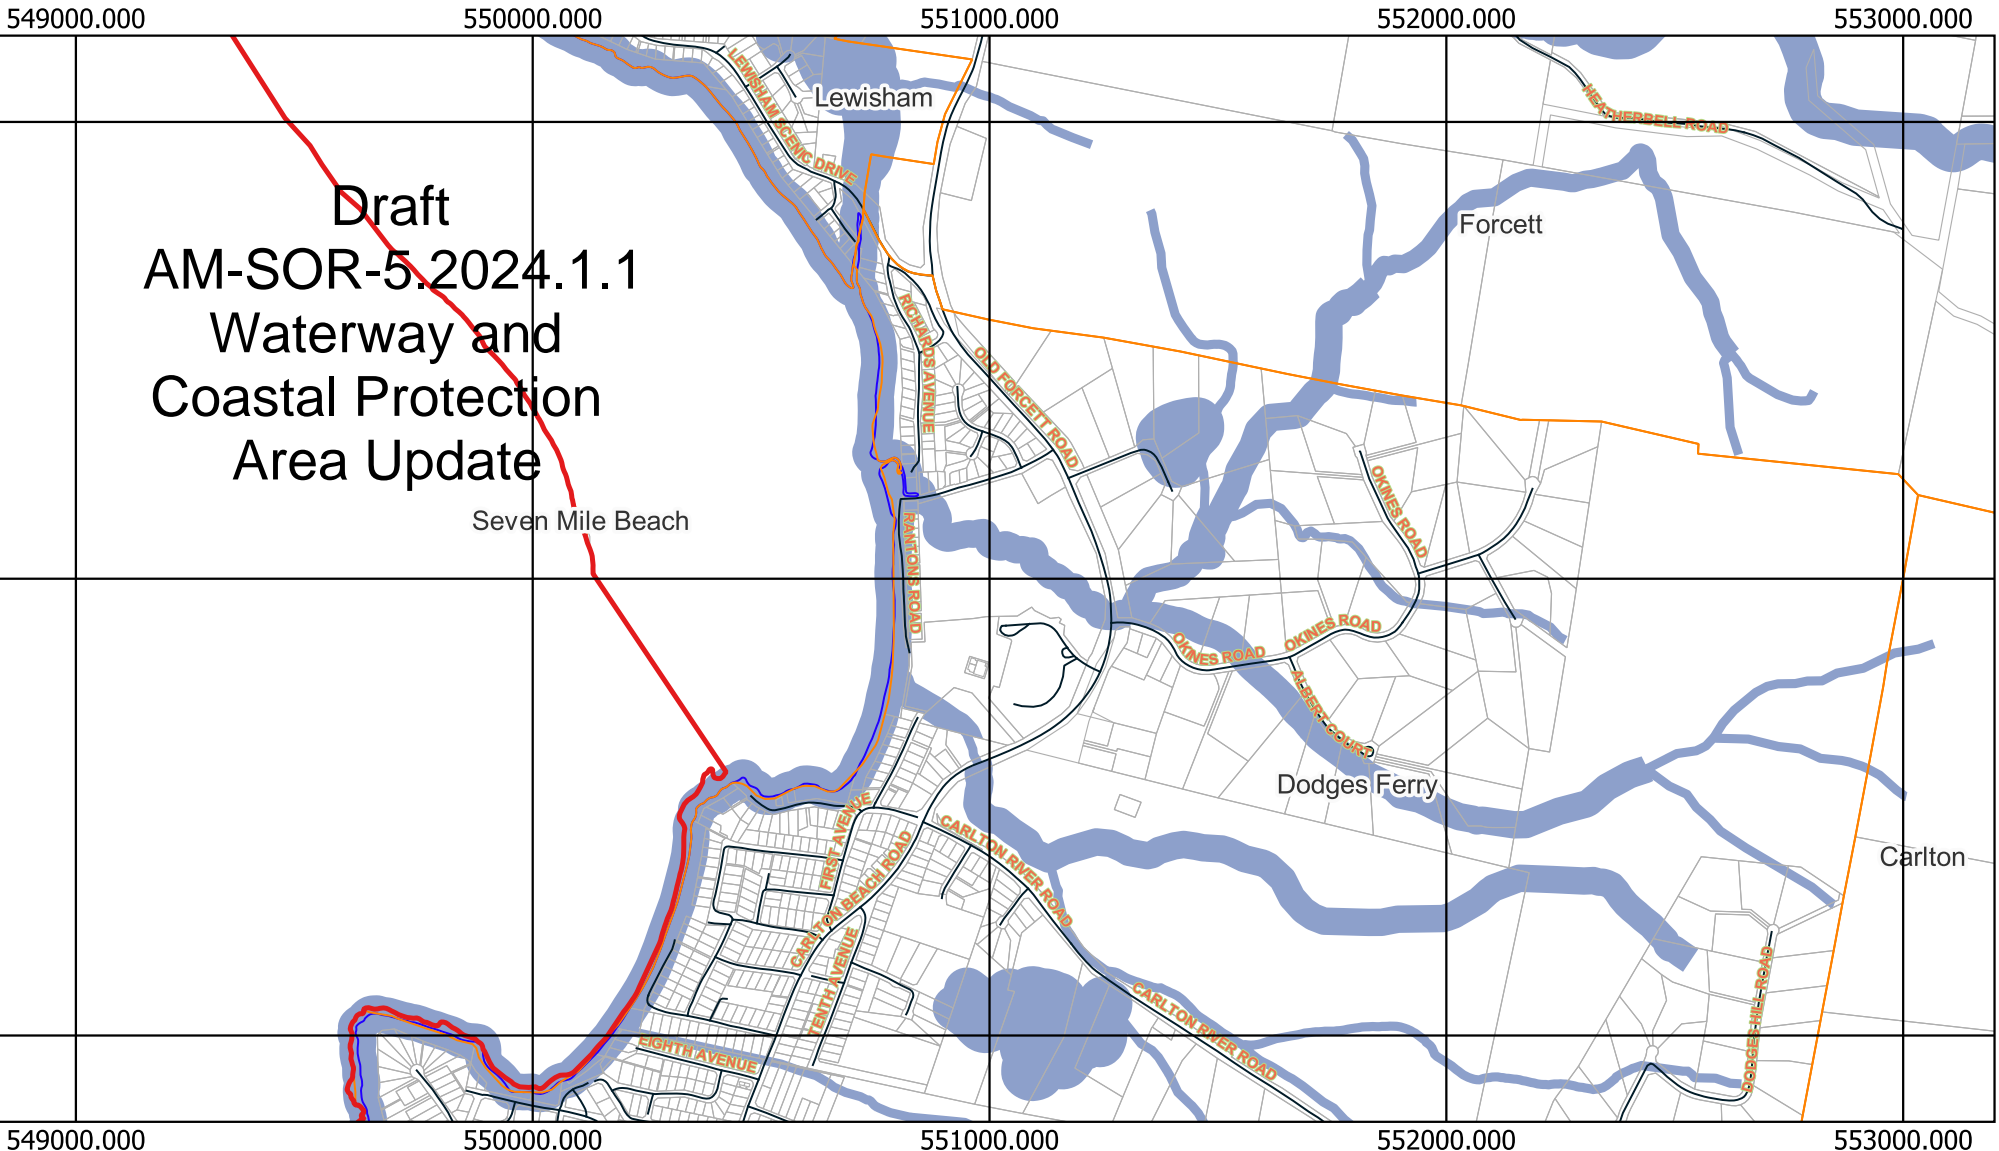 549000.000 550000.000 551000.000 552000.000 553000.000
LEWISHAM SCENIC DRIVE
Lewisham
HEATHERBELL ROAD
Draft
AM-SOR-5.2024.1.1
Waterway and
Coastal Protection
Area Update
Forcett
RICHARDS AVENUE
OLD FORCETT ROAD
Seven Mile Beach
OKINES ROAD
RANTONS ROAD
OKINES ROAD
OKINES ROAD
ALBERT COURT
Dodges Ferry
FIRST AVENUE
CARLTON BEACH ROAD
CARLTON RIVER ROAD
Carlton
TENTH AVENUE
CARLTON RIVER ROAD
DODGES HILL ROAD
EIGHTH AVENUE
549000.000 550000.000 551000.000 552000.000 553000.000